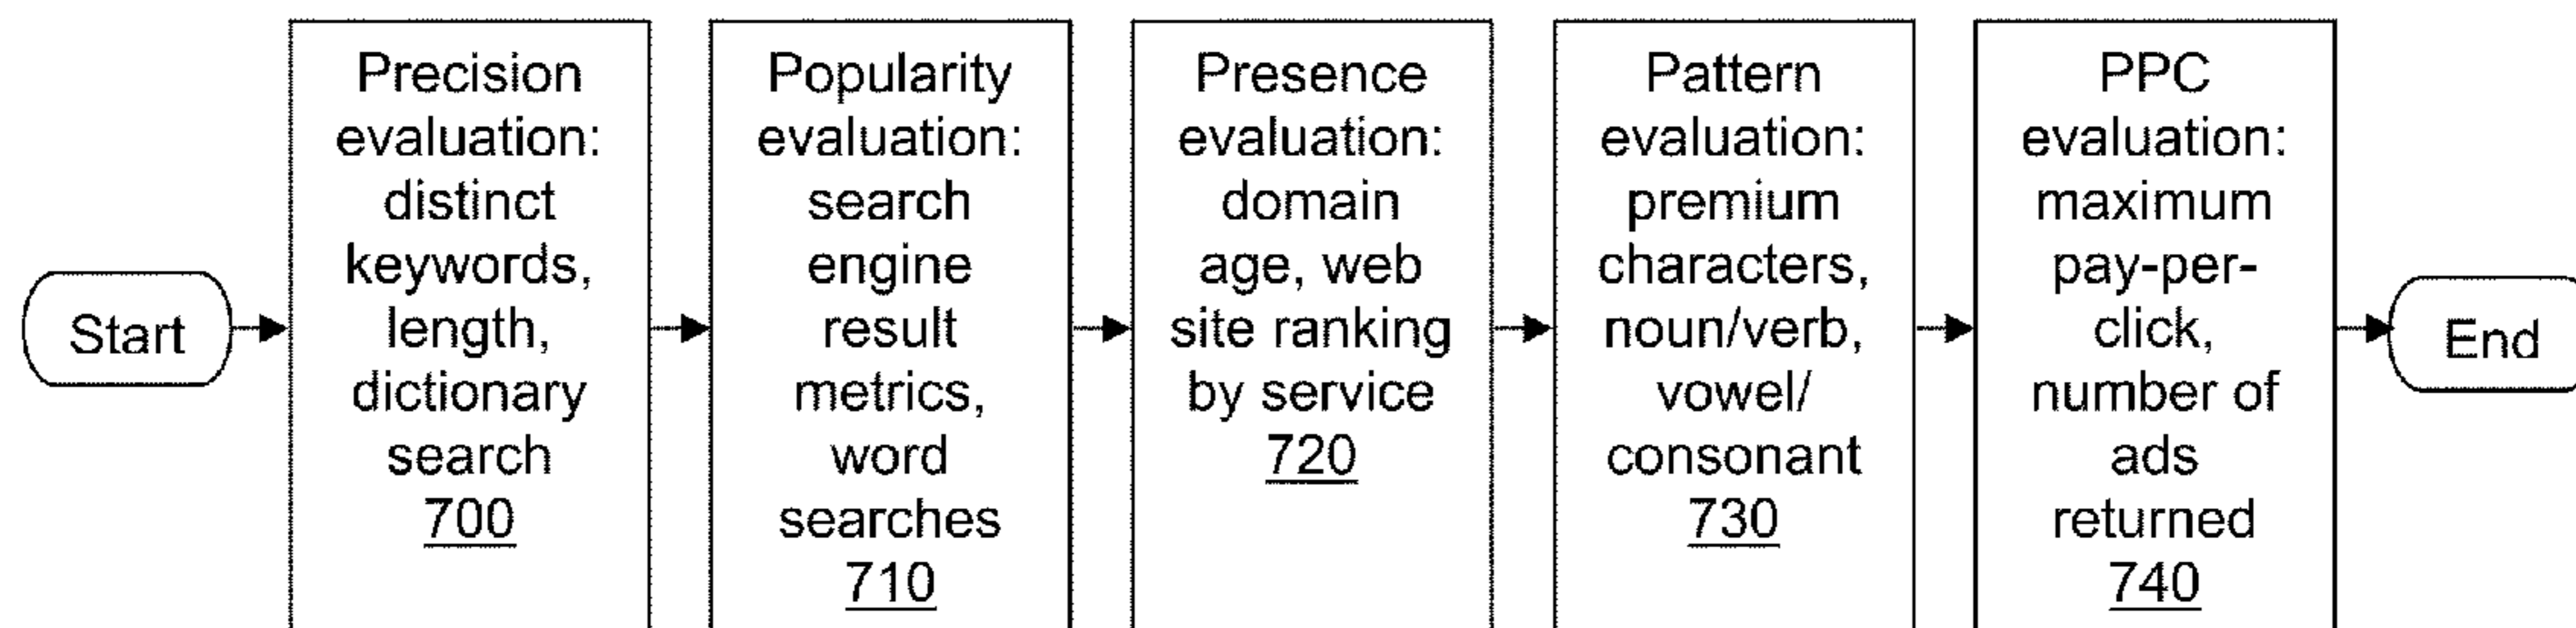 Start
Precision
evaluation:
distinct
keywords,
length,
dictionary
search
700
Popularity
evaluation:
search
engine
result
metrics,
word
searches
710
Presence
evaluation:
domain
age, web
site ranking
by service
720
Pattern
evaluation:
premium
characters,
noun/verb,
vowel/
consonant
730
PPC
evaluation:
maximum
pay-per-
click,
number of
ads
returned
740
End